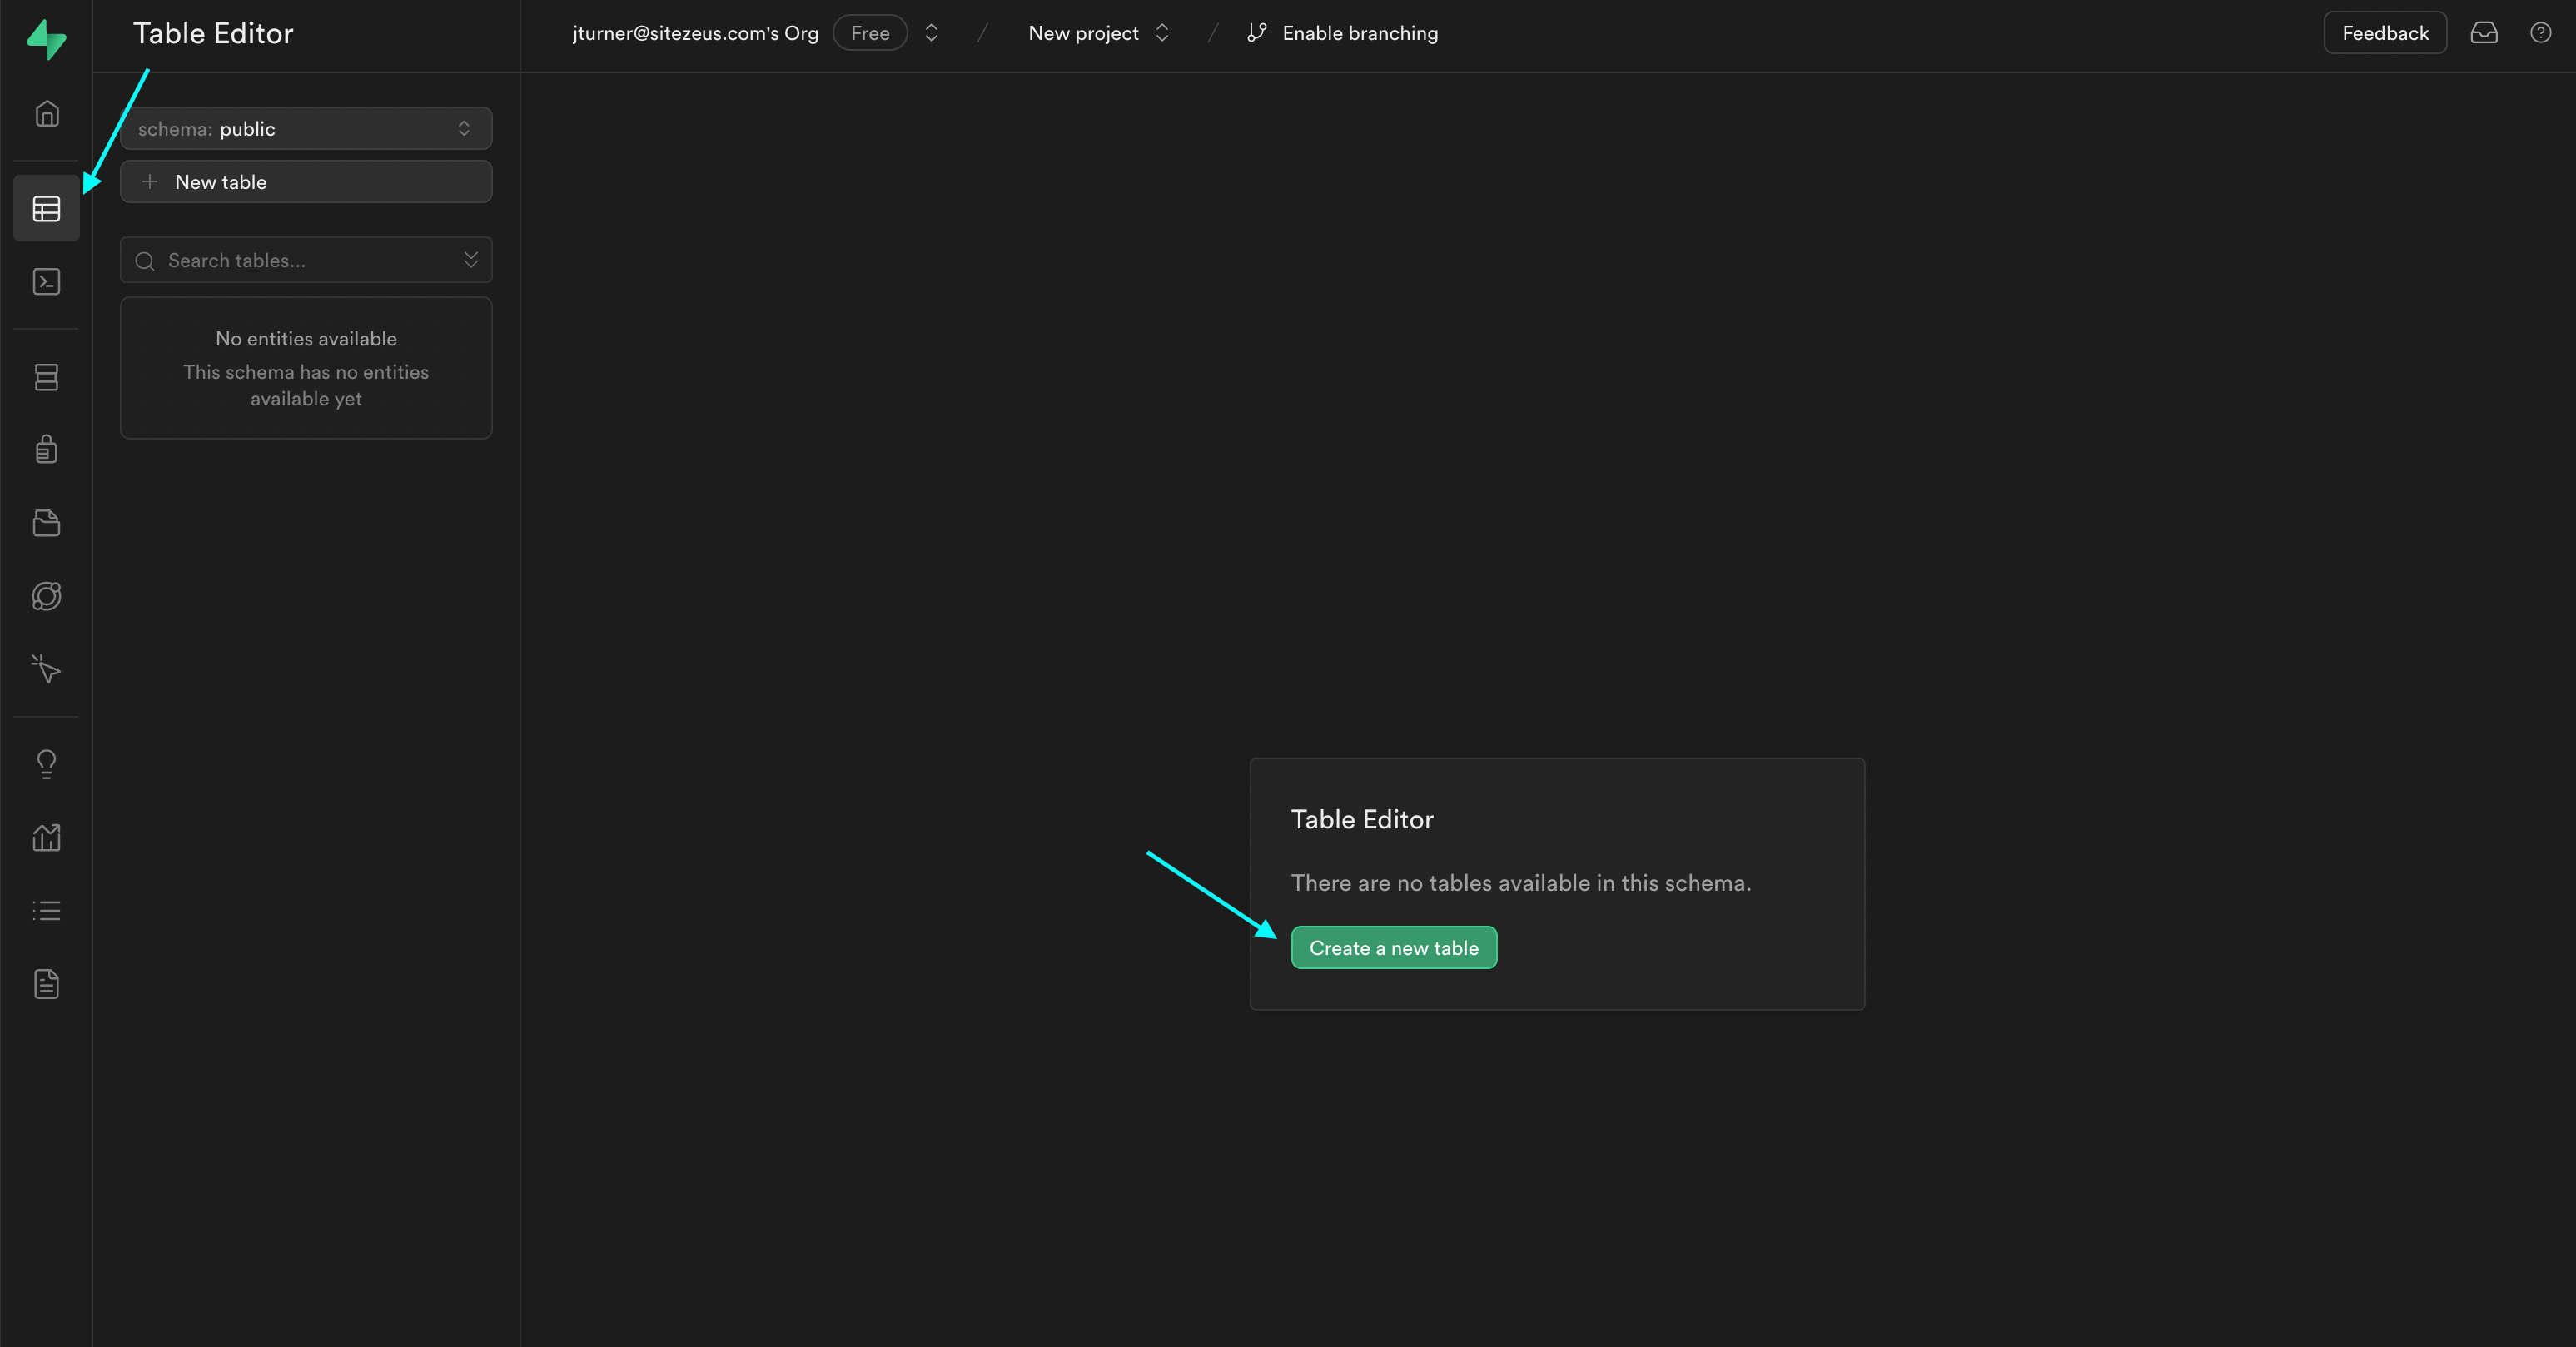 Table Editor
jturner@sitezeus.com's Org
Free
/
New project
/
Enable branching
Feedback
schema: public
New table
Search tables...
No entities available
This schema has no entities
available yet
Table Editor
There are no tables available in this schema.
Create a new table